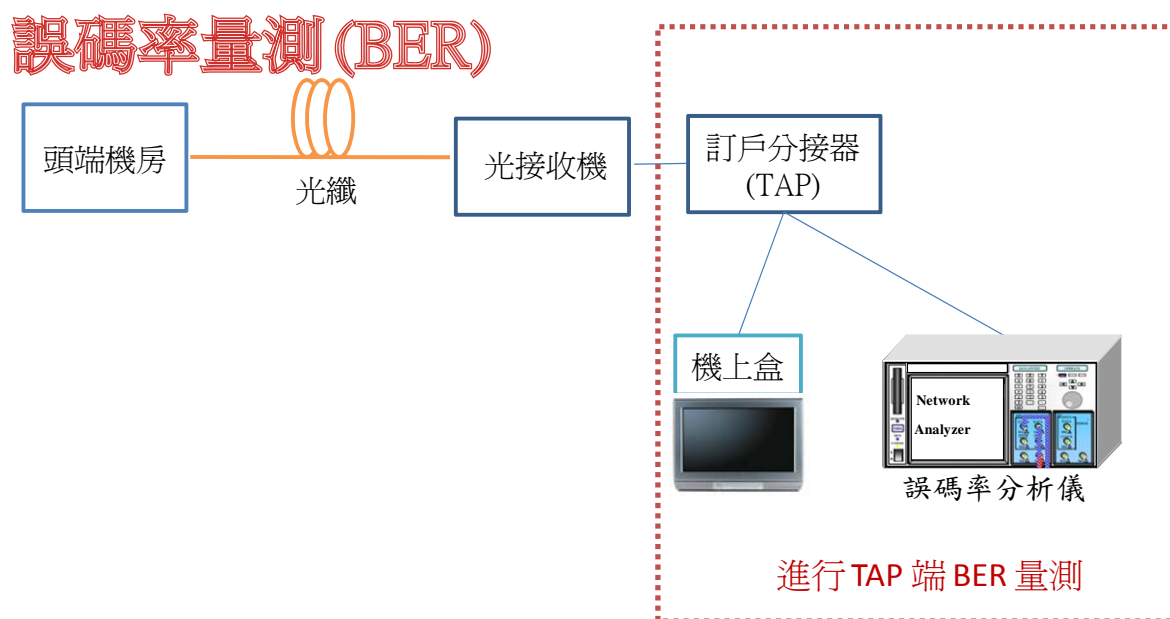 誤碼率量測(BER)
頭端機房
光纖
光接收機
訂戶分接器
(TAP)
機上盒
Network
Analyzer
誤碼率分析儀
進行TAP 端BER 量測